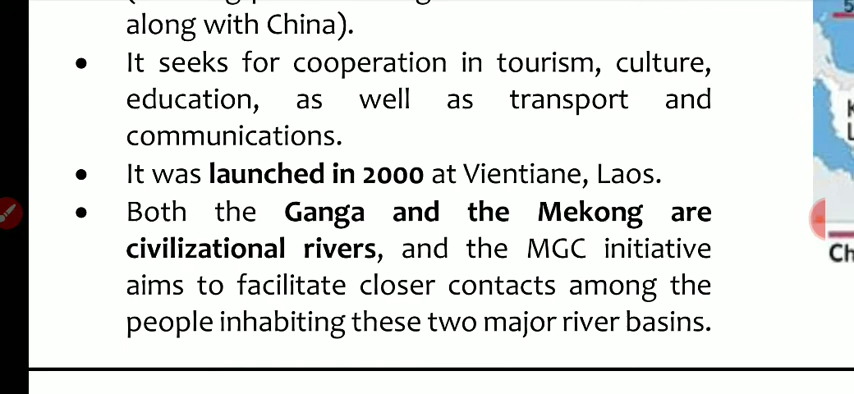 along with China).
• It seeks for cooperation in tourism, culture,
education, as well as transport and
communications.
• It was launched in 2000 at Vientiane, Laos.
• Both the Ganga and the Mekong are
civilizational rivers, and the MGC initiative
aims to facilitate closer contacts among the
people inhabiting these two major river basins.
5
K
L
Ch